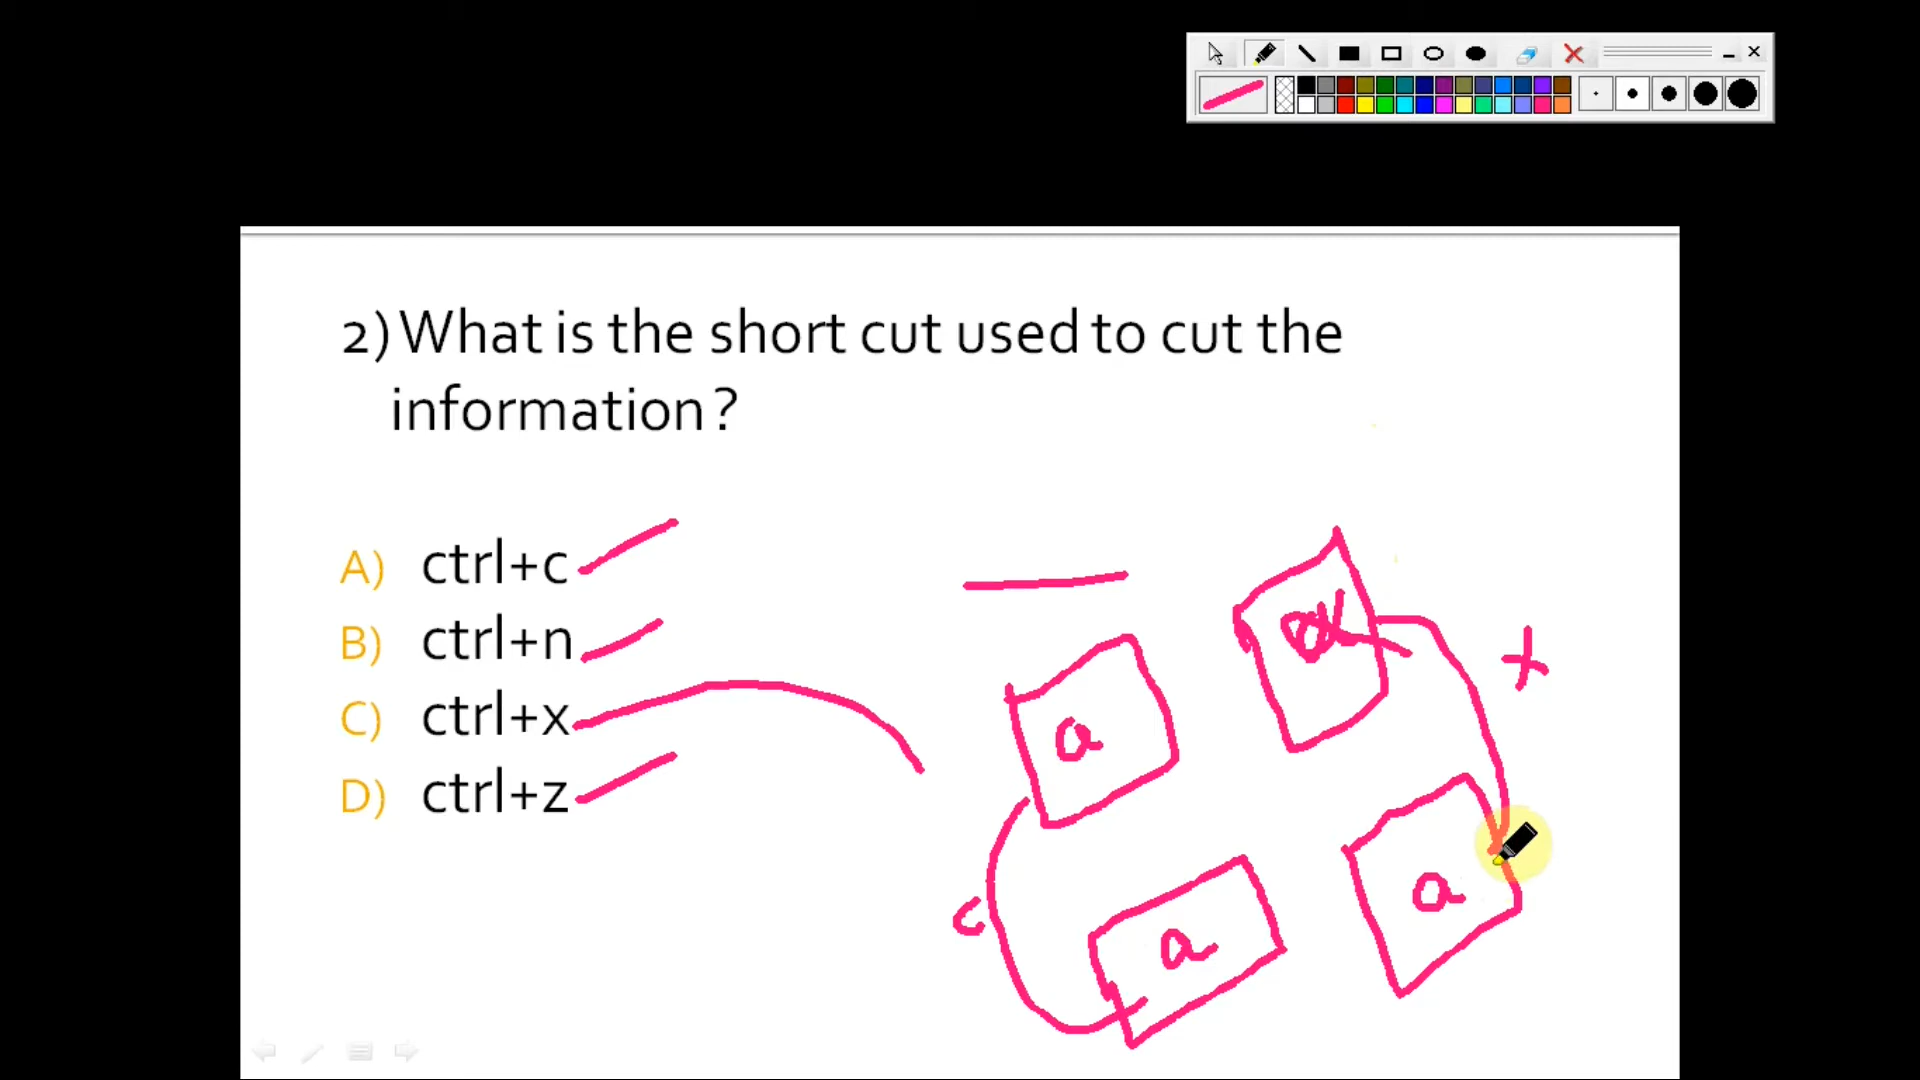 2) What is the short cut used to cut the
information?
A) ctrl+c
B) ctrl+n
C) ctrl+x
D) ctrl+z
a
a
x
c
a
a